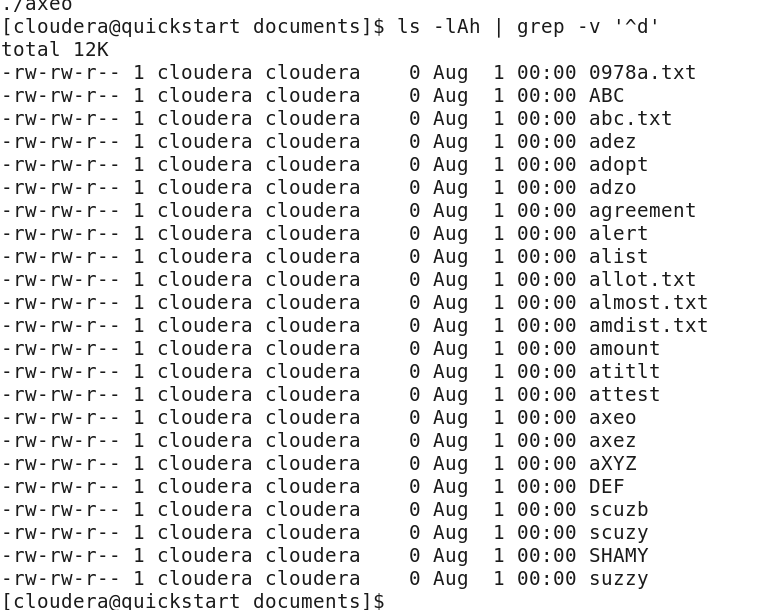 ./axeo
[cloudera@quickstart documents]$ ls -lAh | grep -v '^d'
total 12K
-rw-rw-r-- 1 cloudera cloudera    0 Aug  1 00:00 0978a.txt
-rw-rw-r-- 1 cloudera cloudera    0 Aug  1 00:00 ABC
-rw-rw-r-- 1 cloudera cloudera    0 Aug  1 00:00 abc.txt
-rw-rw-r-- 1 cloudera cloudera    0 Aug  1 00:00 adez
-rw-rw-r-- 1 cloudera cloudera    0 Aug  1 00:00 adopt
-rw-rw-r-- 1 cloudera cloudera    0 Aug  1 00:00 adzo
-rw-rw-r-- 1 cloudera cloudera    0 Aug  1 00:00 agreement
-rw-rw-r-- 1 cloudera cloudera    0 Aug  1 00:00 alert
-rw-rw-r-- 1 cloudera cloudera    0 Aug  1 00:00 alist
-rw-rw-r-- 1 cloudera cloudera    0 Aug  1 00:00 allot.txt
-rw-rw-r-- 1 cloudera cloudera    0 Aug  1 00:00 almost.txt
-rw-rw-r-- 1 cloudera cloudera    0 Aug  1 00:00 amdist.txt
-rw-rw-r-- 1 cloudera cloudera    0 Aug  1 00:00 amount
-rw-rw-r-- 1 cloudera cloudera    0 Aug  1 00:00 atitlt
-rw-rw-r-- 1 cloudera cloudera    0 Aug  1 00:00 attest
-rw-rw-r-- 1 cloudera cloudera    0 Aug  1 00:00 axeo
-rw-rw-r-- 1 cloudera cloudera    0 Aug  1 00:00 axez
-rw-rw-r-- 1 cloudera cloudera    0 Aug  1 00:00 aXYZ
-rw-rw-r-- 1 cloudera cloudera    0 Aug  1 00:00 DEF
-rw-rw-r-- 1 cloudera cloudera    0 Aug  1 00:00 scuzb
-rw-rw-r-- 1 cloudera cloudera    0 Aug  1 00:00 scuzy
-rw-rw-r-- 1 cloudera cloudera    0 Aug  1 00:00 SHAMY
-rw-rw-r-- 1 cloudera cloudera    0 Aug  1 00:00 suzzy
[cloudera@quickstart documents]$